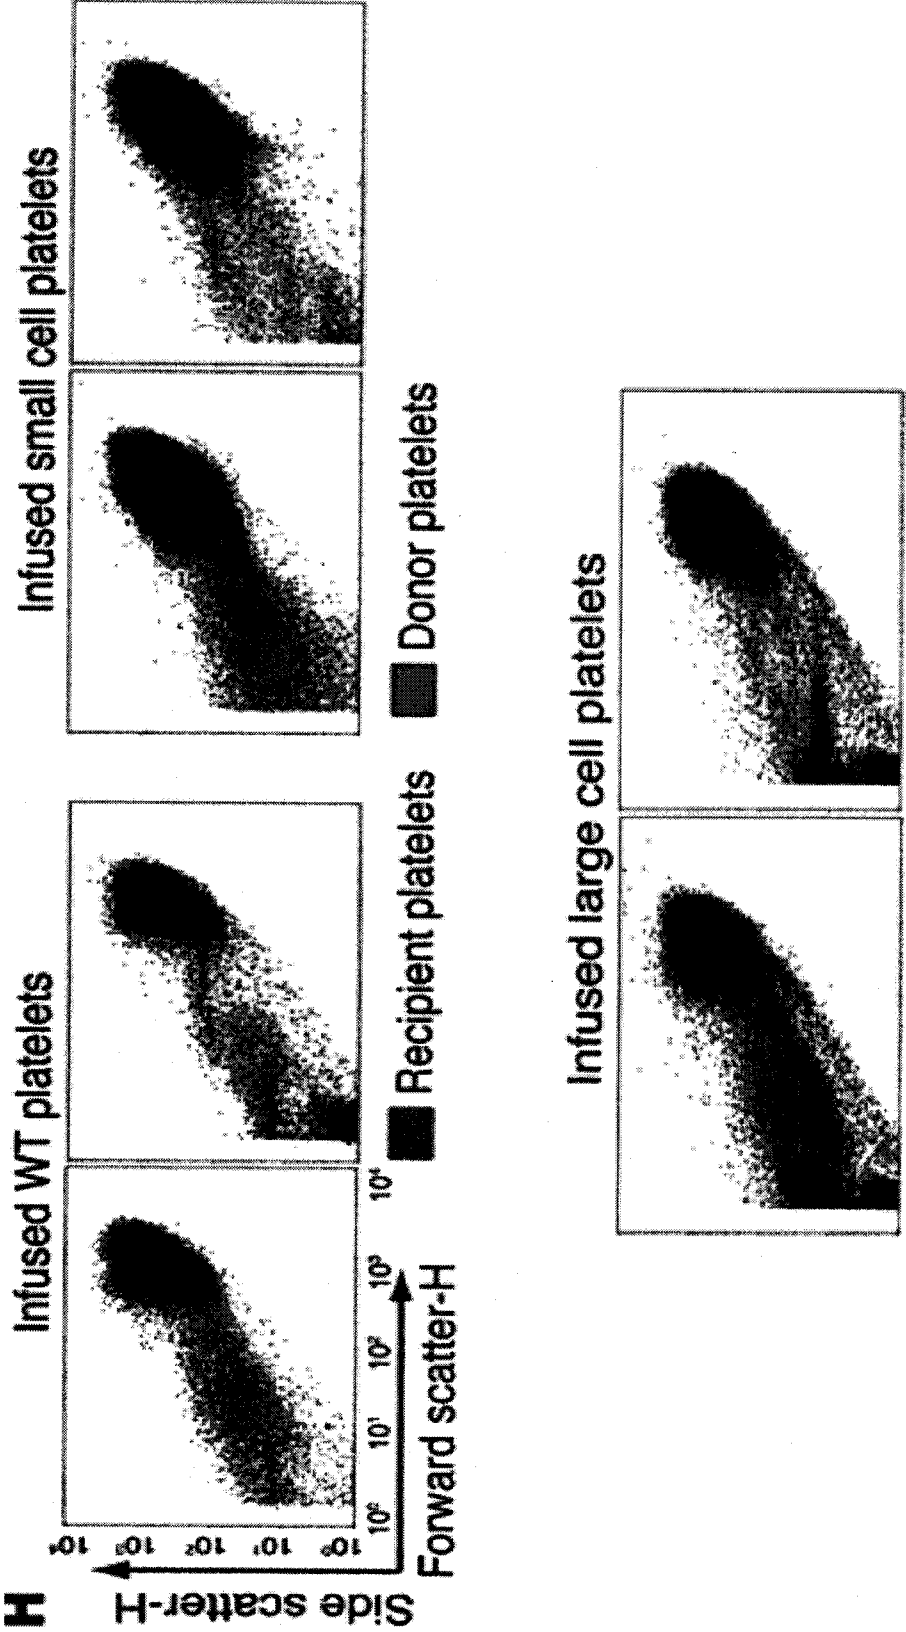 H
Infused WT platelets
Infused small cell platelets
Side scatter-H
10⁴
10³
10²
10¹
10⁰
10⁰ 10¹ 10² 10³ 10⁴
Forward scatter-H
Recipient platelets
Donor platelets
Infused large cell platelets